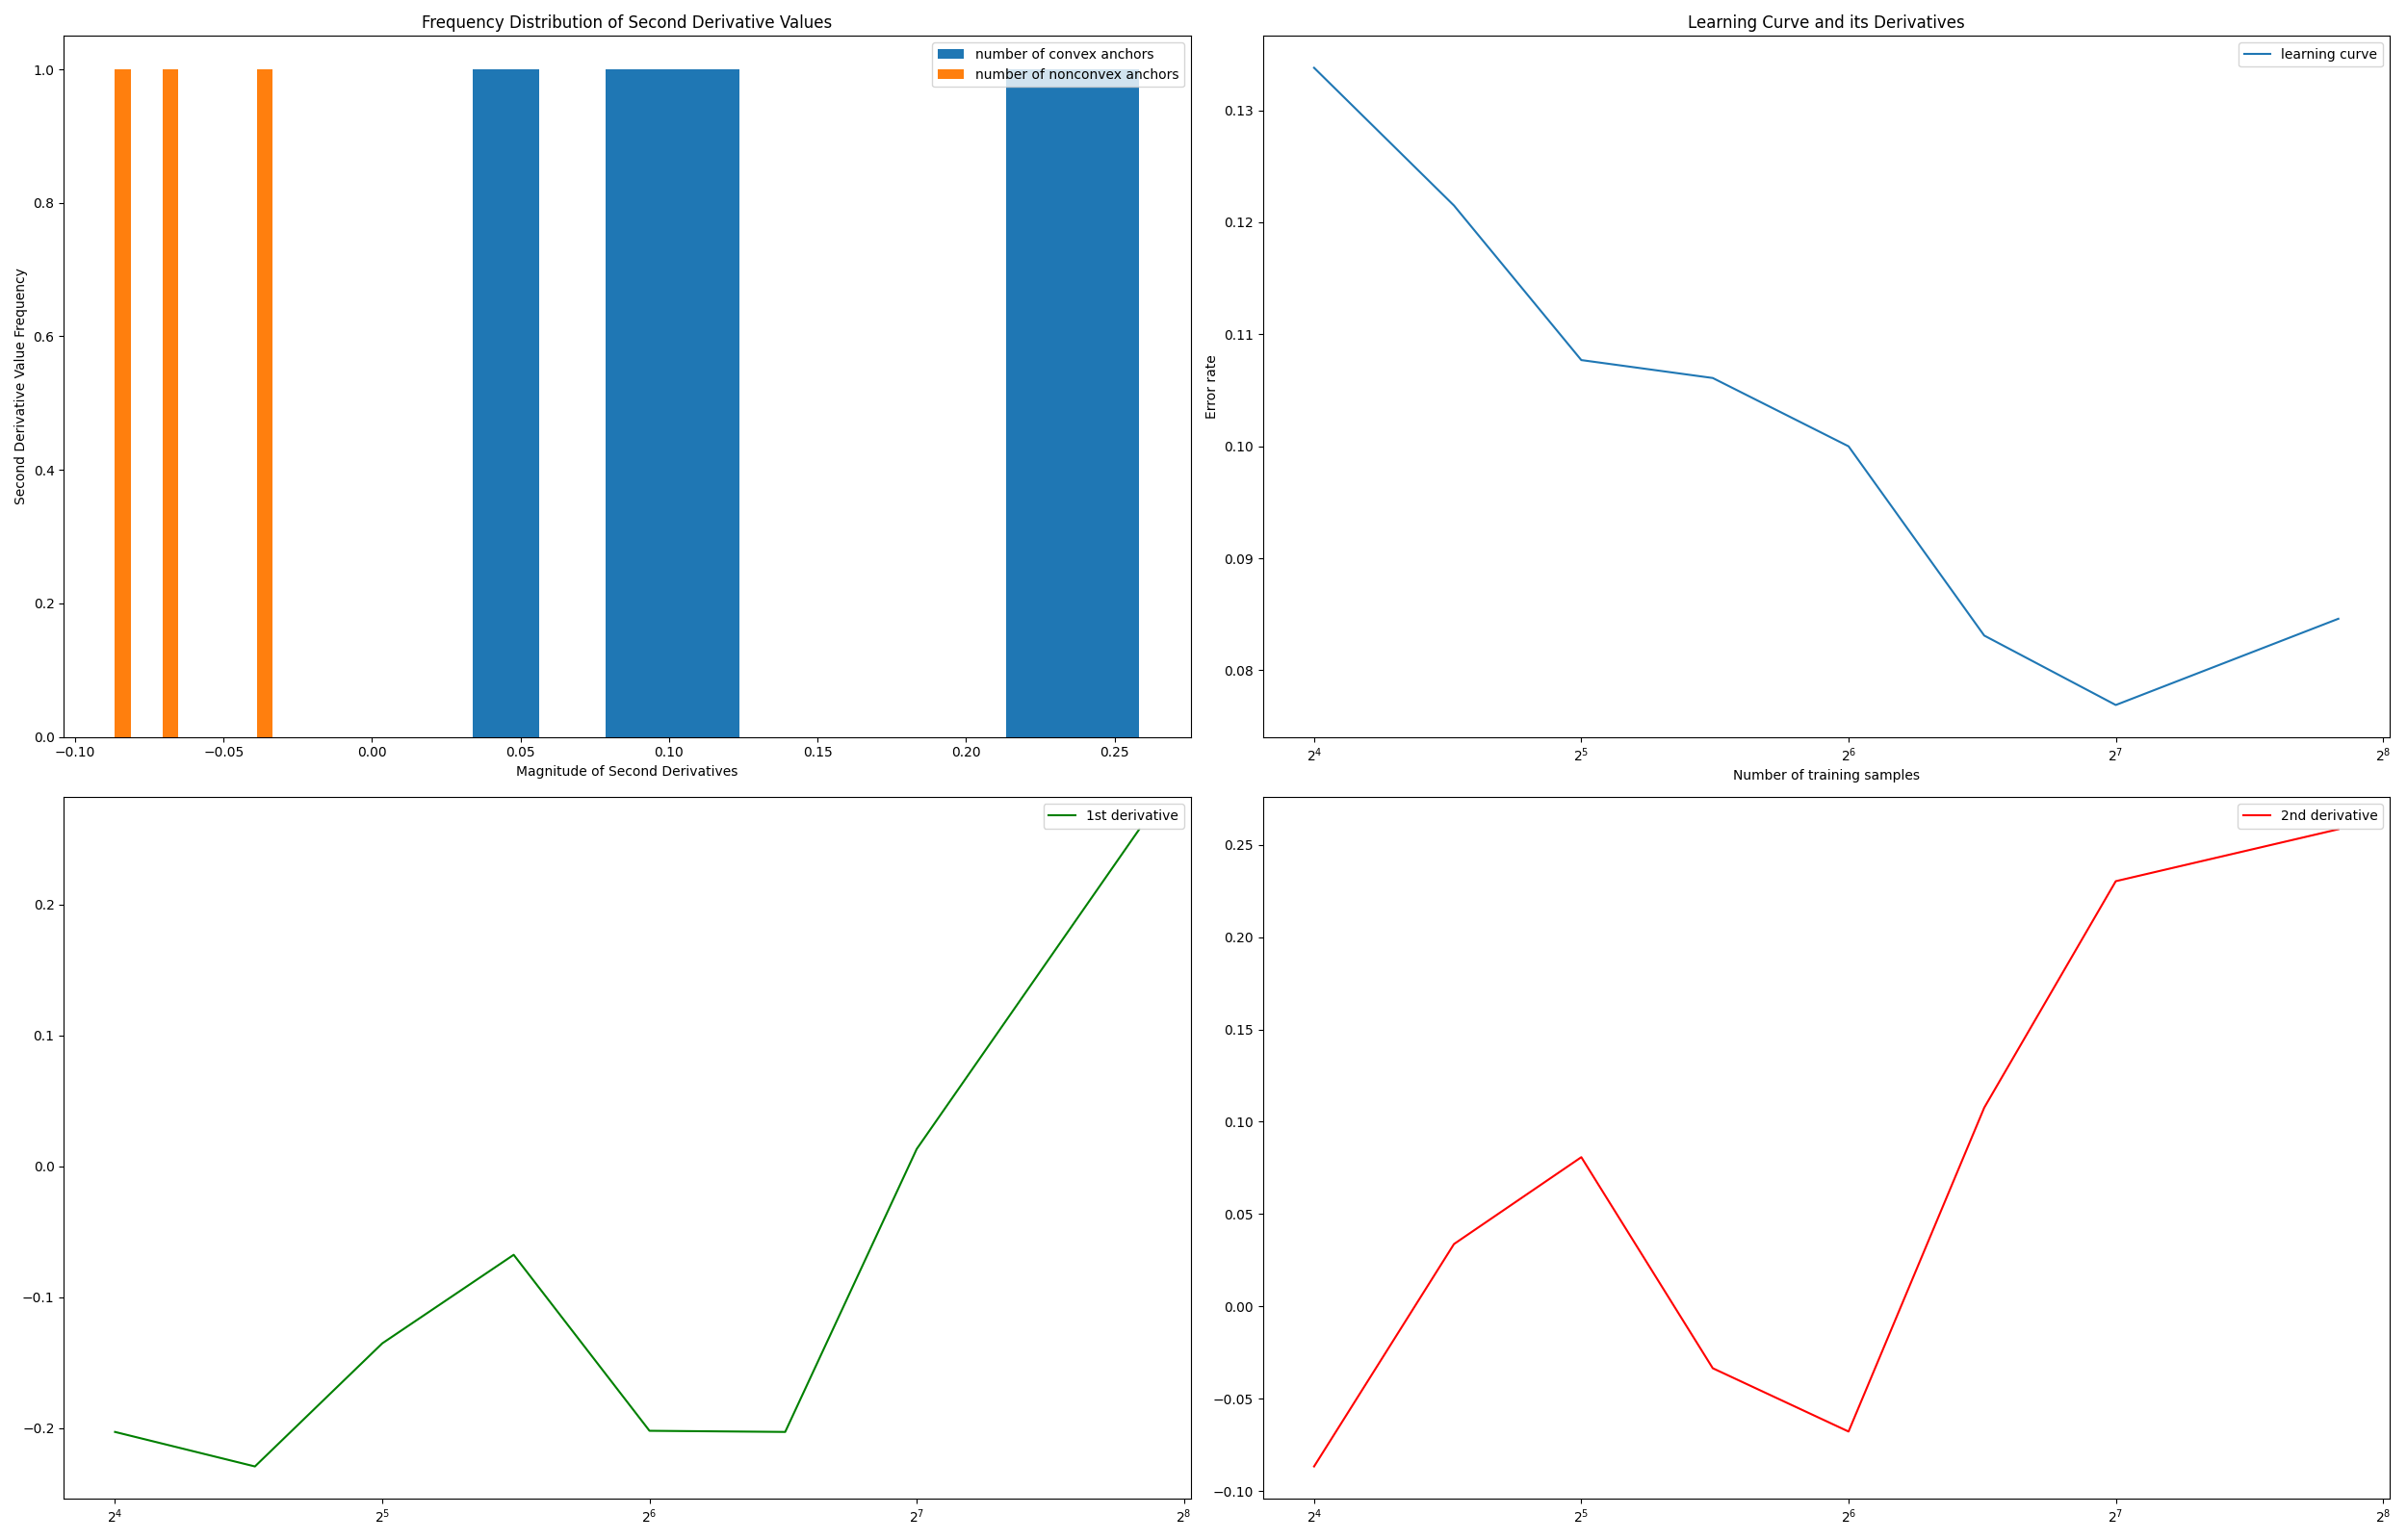 Frequency Distribution of Second Derivative Values
number of convex anchors
number of nonconvex anchors
Second Derivative Value Frequency
1.0
0.8
0.6
0.4
0.2
0.0
−0.10 −0.05 0.00 0.05 0.10 0.15 0.20 0.25
Magnitude of Second Derivatives
Learning Curve and its Derivatives
learning curve
Error rate
0.13
0.12
0.11
0.10
0.09
0.08
2⁴ 2⁵ 2⁶ 2⁷ 2⁸
Number of training samples
1st derivative
0.2
0.1
0.0
−0.1
−0.2
2⁴ 2⁵ 2⁶ 2⁷ 2⁸
2nd derivative
0.25
0.20
0.15
0.10
0.05
0.00
−0.05
−0.10
2⁴ 2⁵ 2⁶ 2⁷ 2⁸